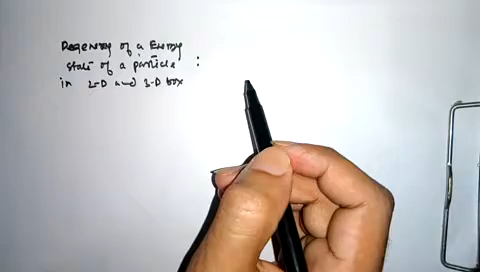 Degeneracy of a Energy
state of a particle :
in 2-D and 3-D box